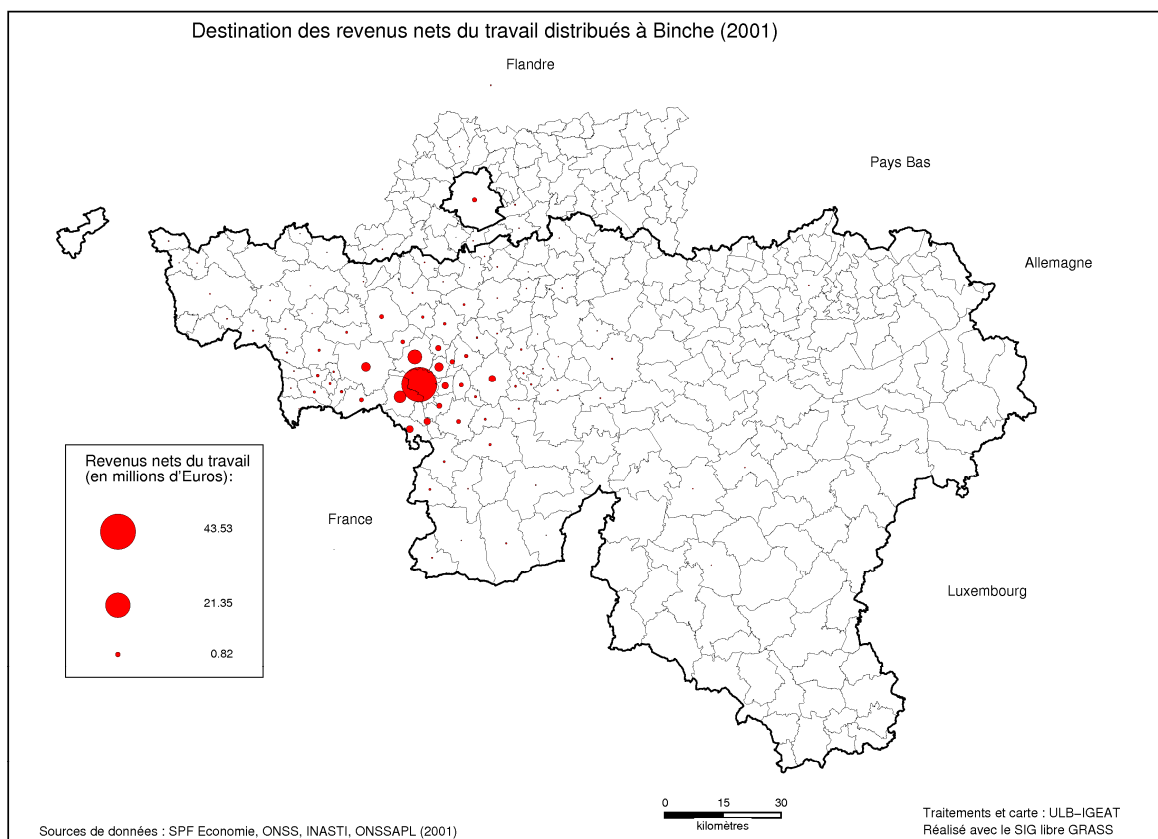 Destination des revenus nets du travail distribués à Binche (2001)
Flandre
Pays Bas
Allemagne
Revenus nets du travail
(en millions d'Euros):
43.53
21.35
0.82
France
Luxembourg
0 15 30
kilomètres
Sources de données : SPF Economie, ONSS, INASTI, ONSSAPL (2001)
Traitements et carte : ULB-IGEAT
Réalisé avec le SIG libre GRASS